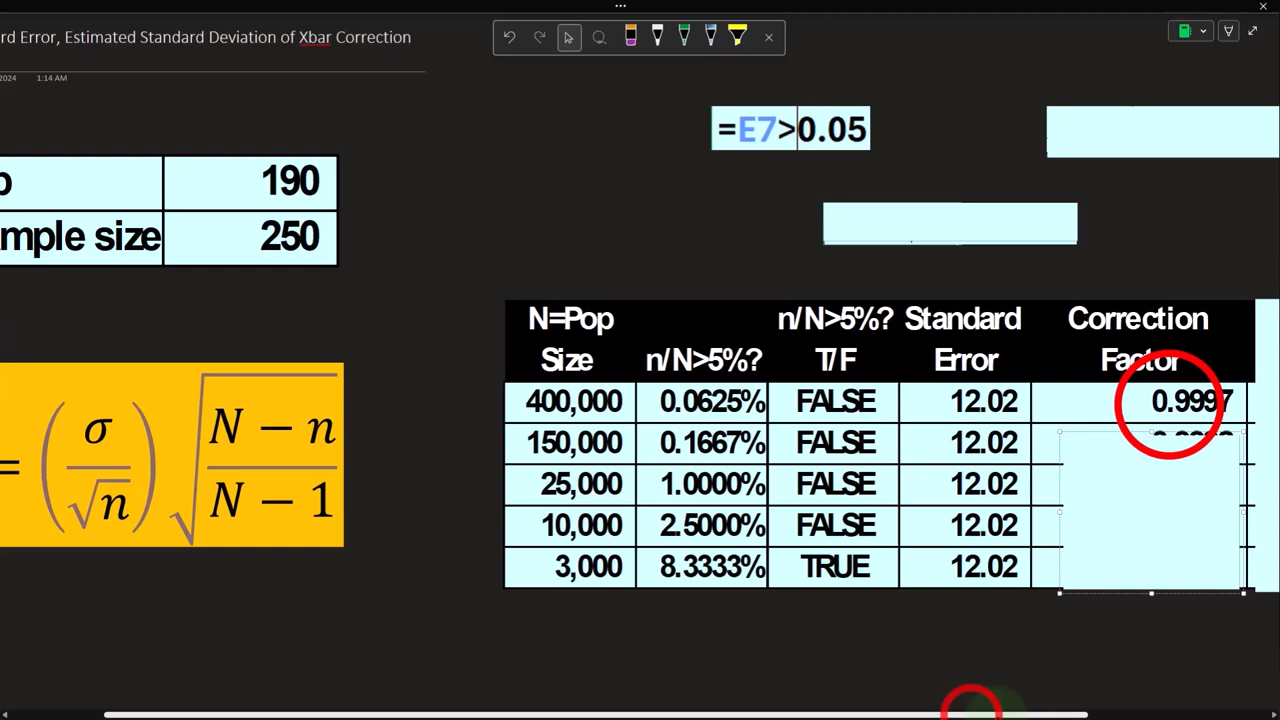 rd Error, Estimated Standard Deviation of Xbar Correction
2024 1:14 AM
=E7>0.05
p 190
mple size 250
= (σ/√n) √(N − n / N − 1)
N=Pop Size n/N>5%? n/N>5%? T/F Standard Error Correction Factor
400,000 0.0625% FALSE 12.02 0.9997
150,000 0.1667% FALSE 12.02
25,000 1.0000% FALSE 12.02
10,000 2.5000% FALSE 12.02
3,000 8.3333% TRUE 12.02